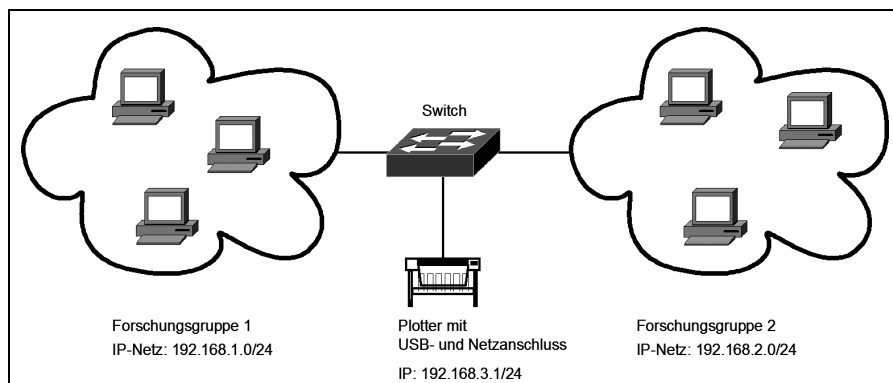 Switch
Forschungsgruppe 1
IP-Netz: 192.168.1.0/24
Plotter mit
USB- und Netzanschluss
IP: 192.168.3.1/24
Forschungsgruppe 2
IP-Netz: 192.168.2.0/24